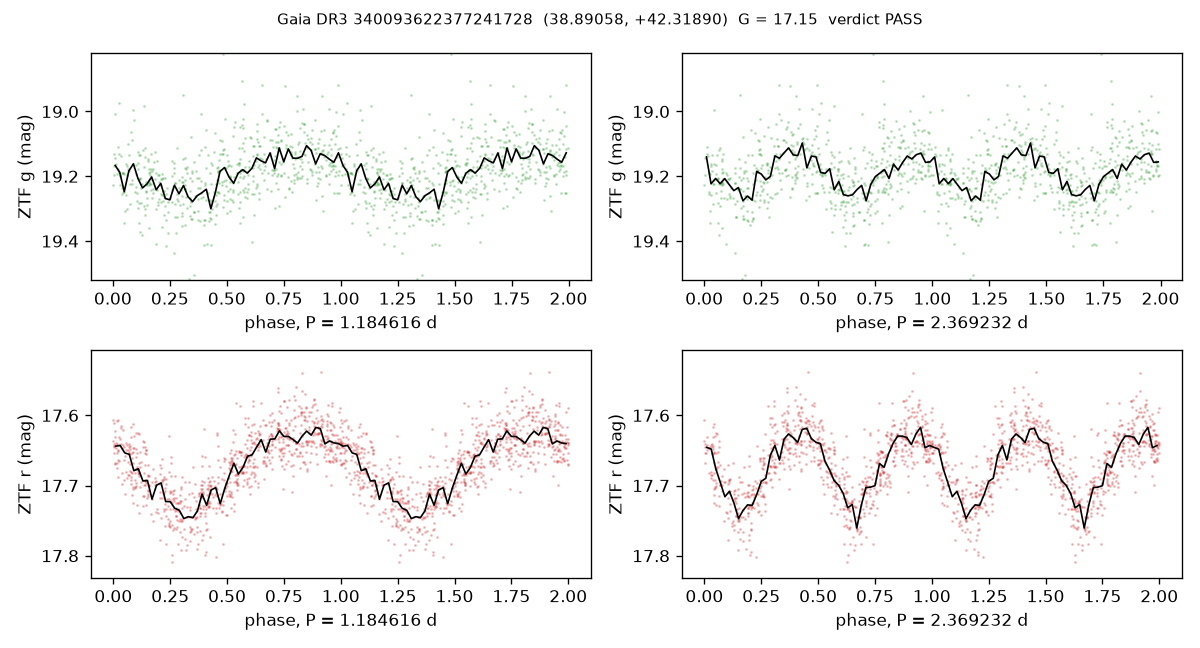 Gaia DR3 340093622377241728 (38.89058, +42.31890) G = 17.15 verdict PASS
ZTF g (mag)
19.0
19.2
19.4
0.00 0.25 0.50 0.75 1.00 1.25 1.50 1.75 2.00
phase, P = 1.184616 d
ZTF g (mag)
19.0
19.2
19.4
0.00 0.25 0.50 0.75 1.00 1.25 1.50 1.75 2.00
phase, P = 2.369232 d
ZTF r (mag)
17.6
17.7
17.8
0.00 0.25 0.50 0.75 1.00 1.25 1.50 1.75 2.00
phase, P = 1.184616 d
ZTF r (mag)
17.6
17.7
17.8
0.00 0.25 0.50 0.75 1.00 1.25 1.50 1.75 2.00
phase, P = 2.369232 d